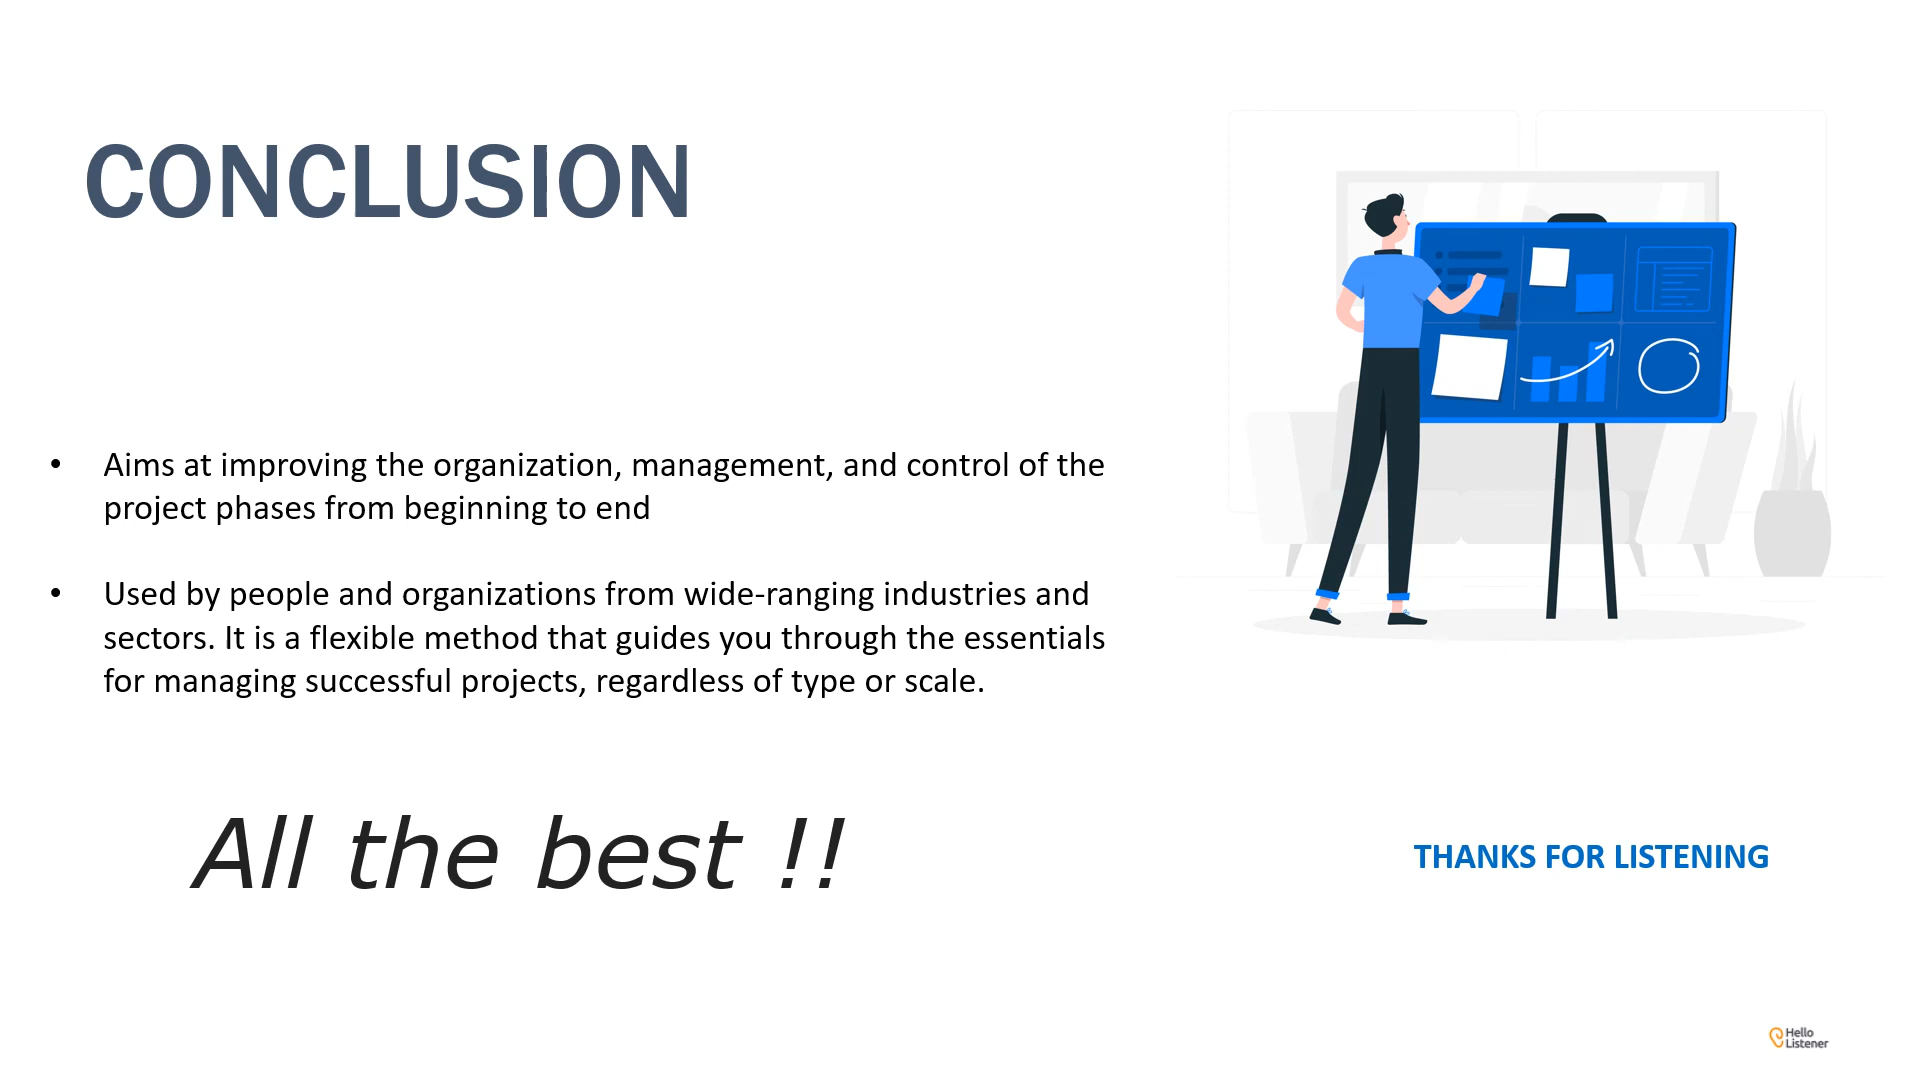 CONCLUSION
• Aims at improving the organization, management, and control of the
project phases from beginning to end
• Used by people and organizations from wide-ranging industries and
sectors. It is a flexible method that guides you through the essentials
for managing successful projects, regardless of type or scale.
All the best !!
THANKS FOR LISTENING
Hello
Listener